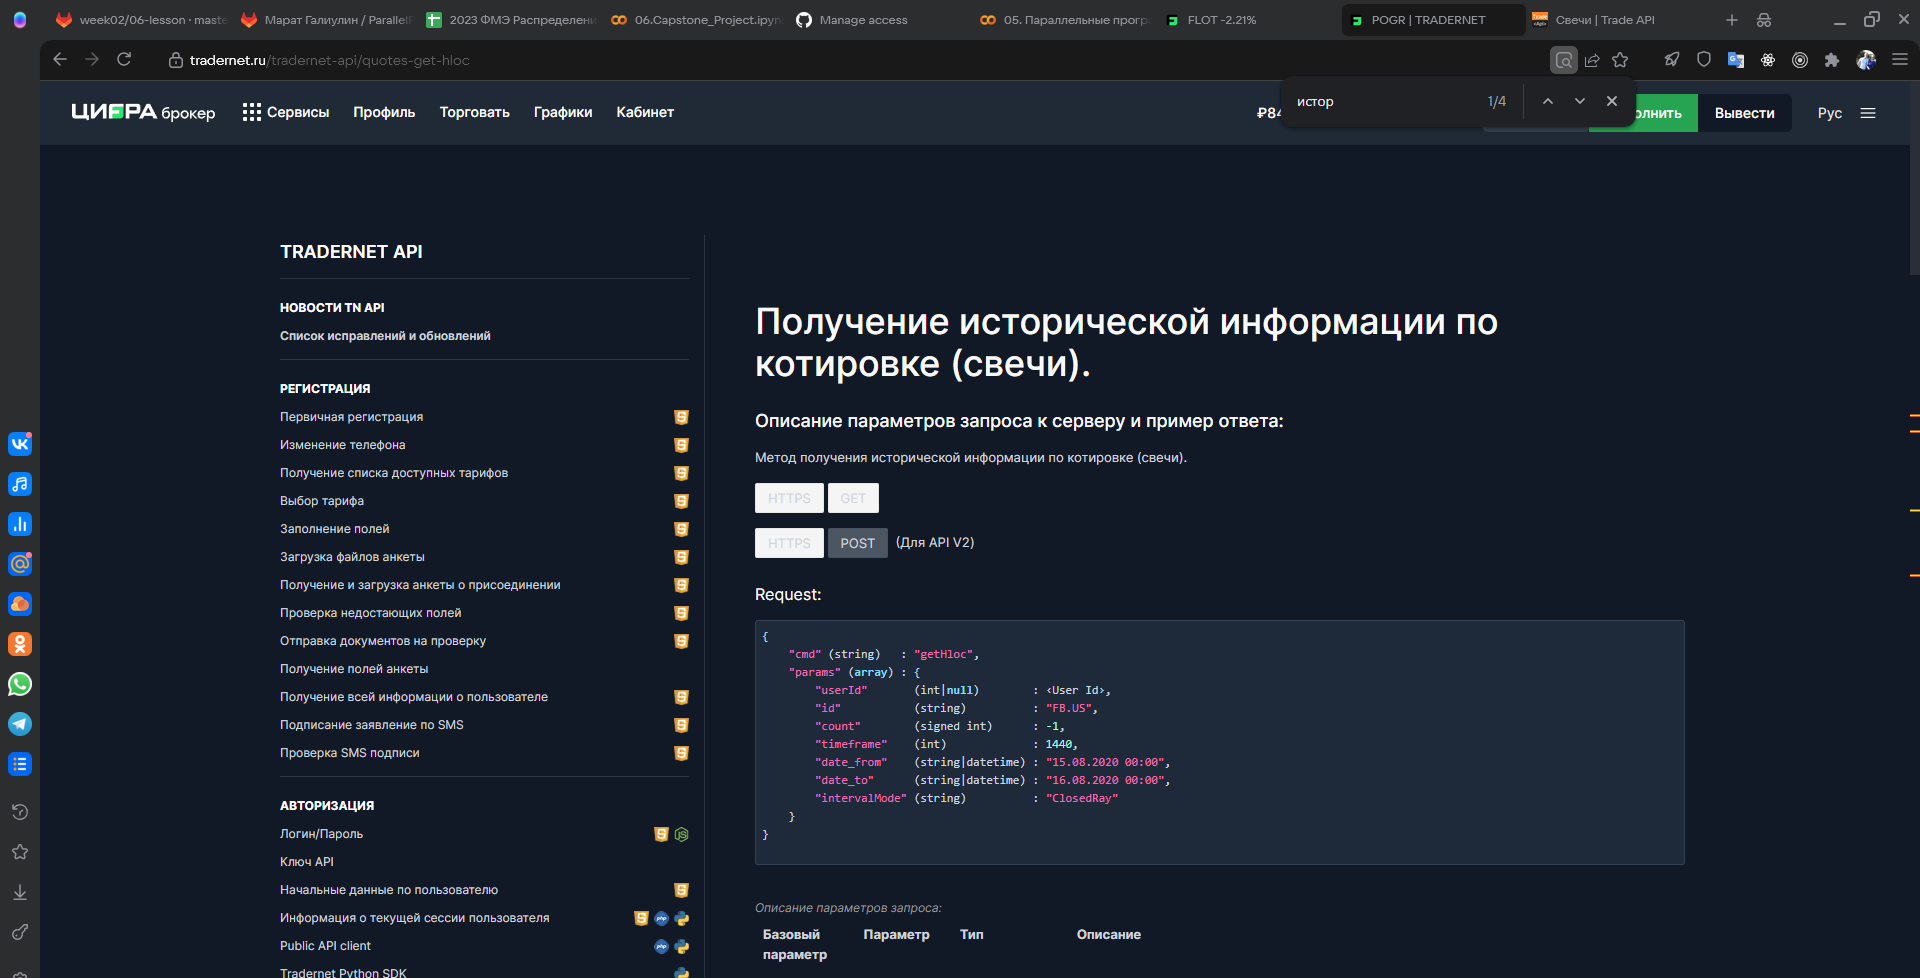 week02/06-lesson · maste
Марат Галиулин / Parallel
2023 ФМЭ Распределени
06.Capstone_Project.ipyn
Manage access
05. Параллельные прогр
FLOT -2.21%
POGR | TRADERNET
Свечи | Trade API
tradernet.ru/tradernet-api/quotes-get-hloc
истор 1/4
ЦИФРА брокер
Сервисы Профиль Торговать Графики Кабинет
₽84
олнить Вывести Рус
TRADERNET API
НОВОСТИ TN API
Список исправлений и обновлений
РЕГИСТРАЦИЯ
Первичная регистрация
Изменение телефона
Получение списка доступных тарифов
Выбор тарифа
Заполнение полей
Загрузка файлов анкеты
Получение и загрузка анкеты о присоединении
Проверка недостающих полей
Отправка документов на проверку
Получение полей анкеты
Получение всей информации о пользователе
Подписание заявление по SMS
Проверка SMS подписи
АВТОРИЗАЦИЯ
Логин/Пароль
Ключ API
Начальные данные по пользователю
Информация о текущей сессии пользователя
Public API client
Tradernet Python SDK
Получение исторической информации по
котировке (свечи).
Описание параметров запроса к серверу и пример ответа:
Метод получения исторической информации по котировке (свечи).
HTTPS GET
HTTPS POST (Для API V2)
Request:
{
"cmd" (string) : "getHloc",
"params" (array) : {
"userId" (int|null) : ‹User Id›,
"id" (string) : "FB.US",
"count" (signed int) : -1,
"timeframe" (int) : 1440,
"date_from" (string|datetime) : "15.08.2020 00:00",
"date_to" (string|datetime) : "16.08.2020 00:00",
"intervalMode" (string) : "ClosedRay"
}
}
Описание параметров запроса:
Базовый параметр Параметр Тип Описание